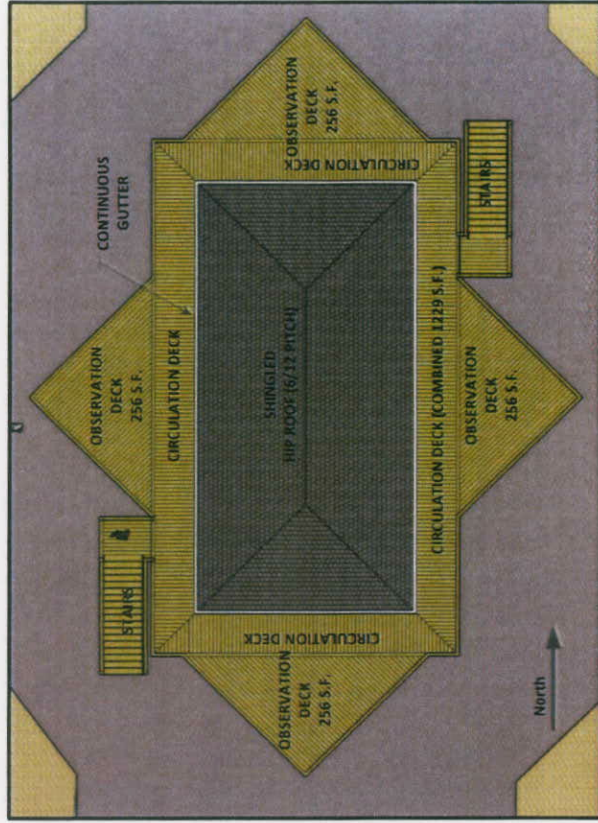 CONTINUOUS
GUTTER
OBSERVATION
DECK
256 S.F.
OBSERVATION
DECK
256 S.F.
CIRCULATION DECK
CIRCULATION DECK
STAIRS
SHINGLED
HIP ROOF [6/12 PITCH]
STAIRS
CIRCULATION DECK
CIRCULATION DECK [COMBINED 1229 S.F.]
OBSERVATION
DECK
256 S.F.
OBSERVATION
DECK
256 S.F.
North